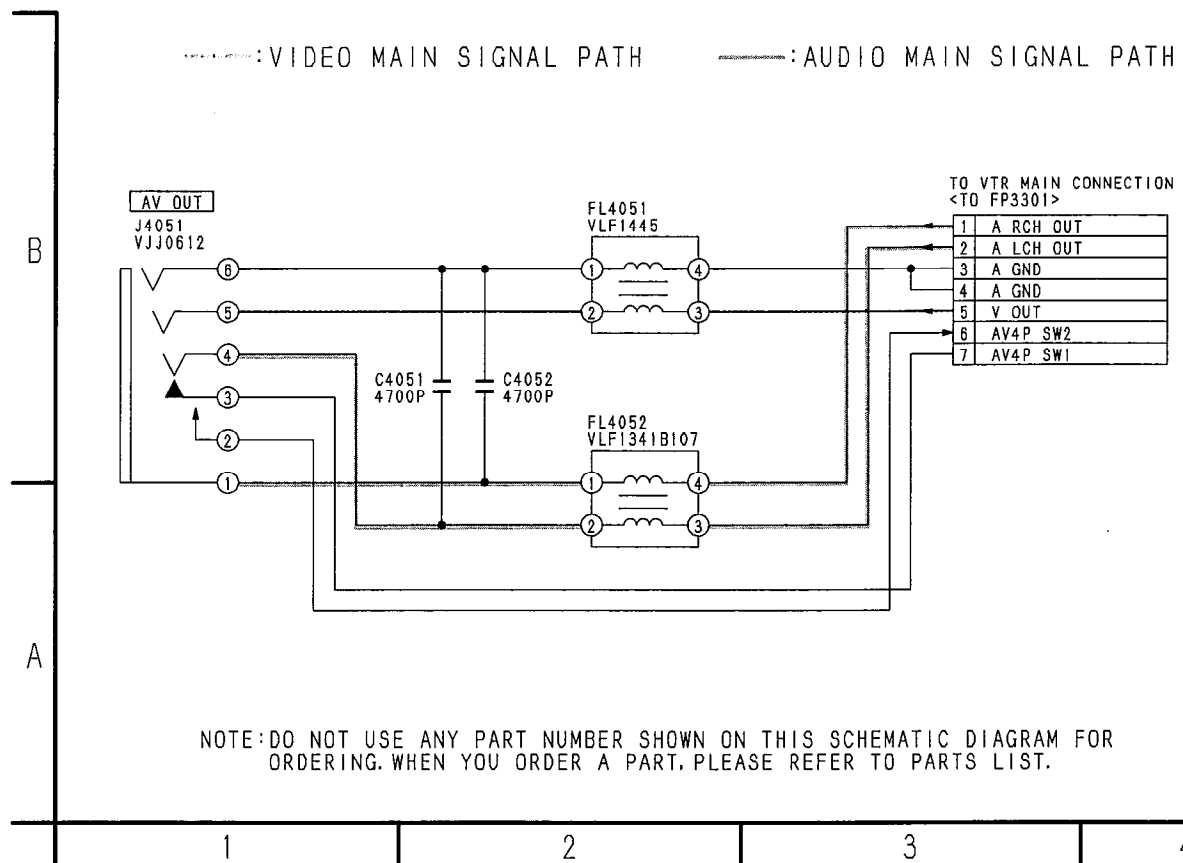 :VIDEO MAIN SIGNAL PATH
:AUDIO MAIN SIGNAL PATH
TO VTR MAIN CONNECTION
<TO FP3301>
1 A RCH OUT
2 A LCH OUT
3 A GND
4 A GND
5 V OUT
6 AV4P SW2
7 AV4P SW1
AV OUT
J4051
VJJ0612
6
5
4
3
2
1
FL4051
VLF1445
1
4
2
3
C4051
4700P
C4052
4700P
FL4052
VLF1341B107
1
4
2
3
B
A
NOTE:DO NOT USE ANY PART NUMBER SHOWN ON THIS SCHEMATIC DIAGRAM FOR
ORDERING.WHEN YOU ORDER A PART.PLEASE REFER TO PARTS LIST.
1
2
3
4